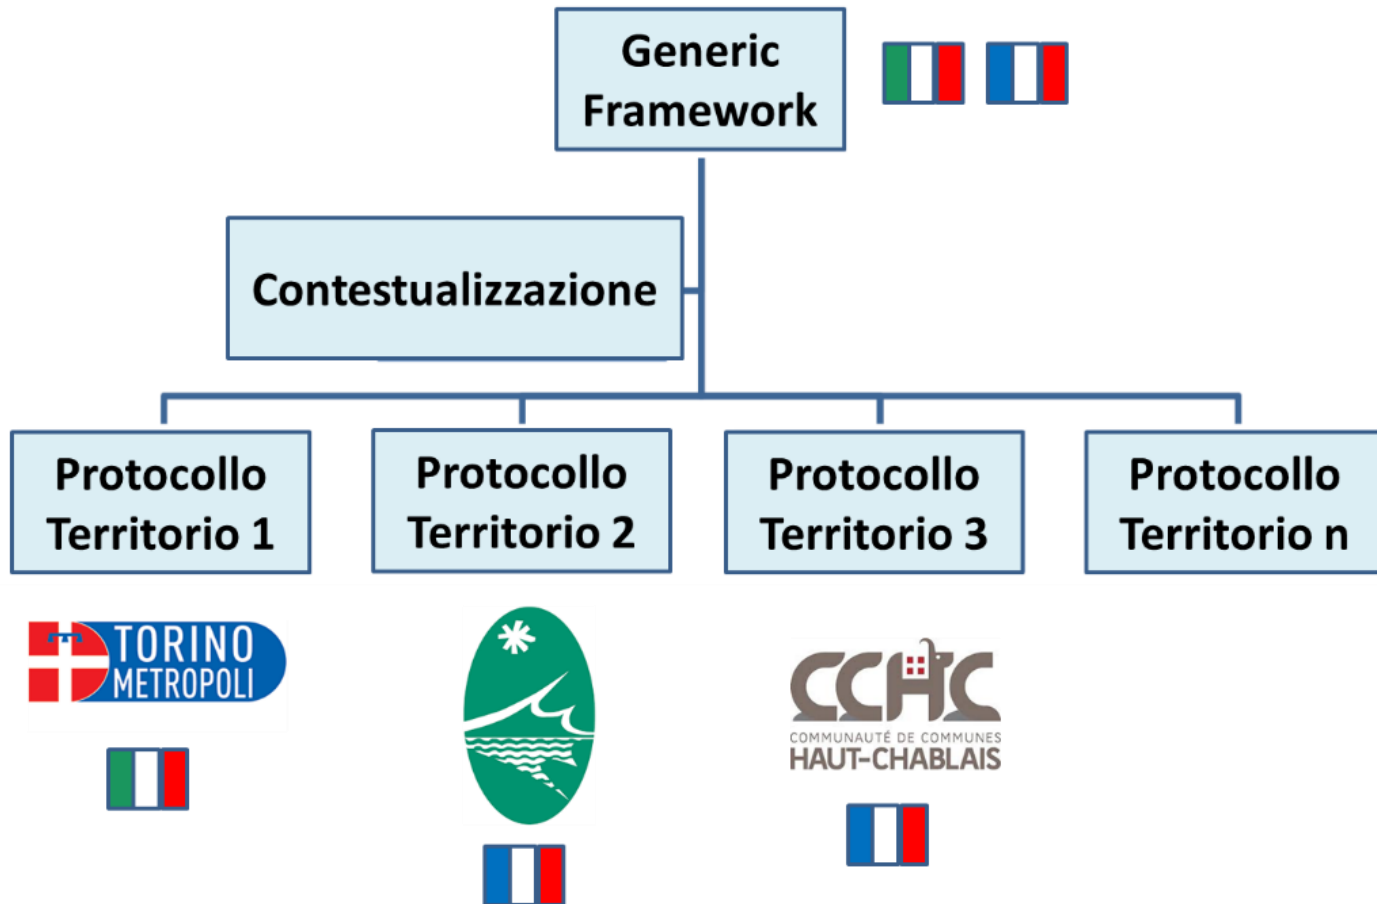 Generic
Framework
Contestualizzazione
Protocollo
Territorio 1
Protocollo
Territorio 2
Protocollo
Territorio 3
Protocollo
Territorio n
TORINO
METROPOLI
CCHC
COMMUNAUTÉ DE COMMUNES
HAUT-CHABLAIS